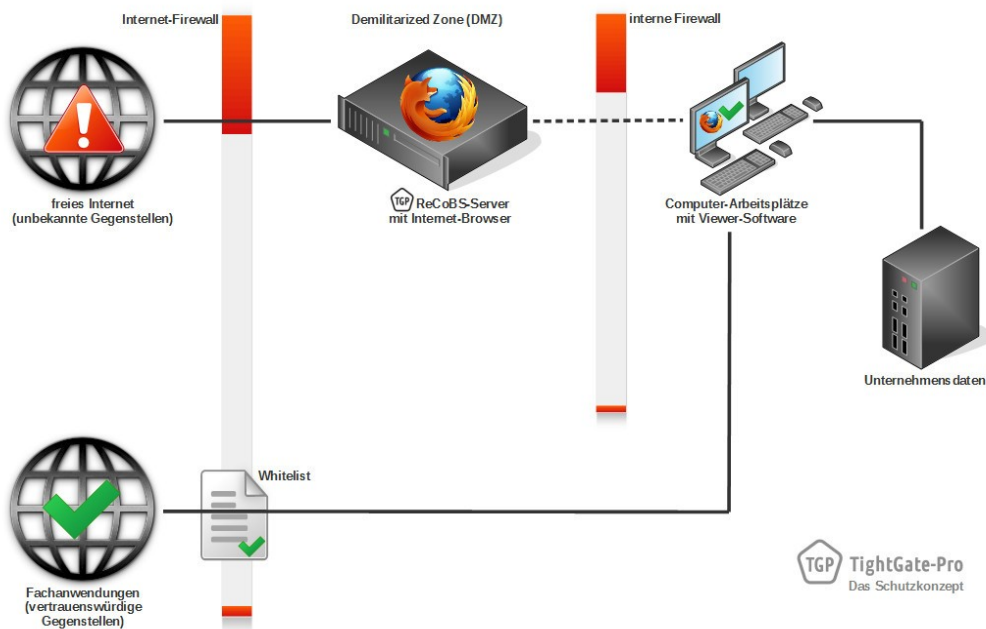 Internet-Firewall
Demilitarized Zone (DMZ)
interne Firewall
freies Internet
(unbekannte Gegenstellen)
TGP ReCoBS-Server
mit Internet-Browser
Computer-Arbeitsplätze
mit Viewer-Software
Unternehmensdaten
Whitelist
Fachanwendungen
(vertrauenswürdige
Gegenstellen)
TGP TightGate-Pro
Das Schutzkonzept